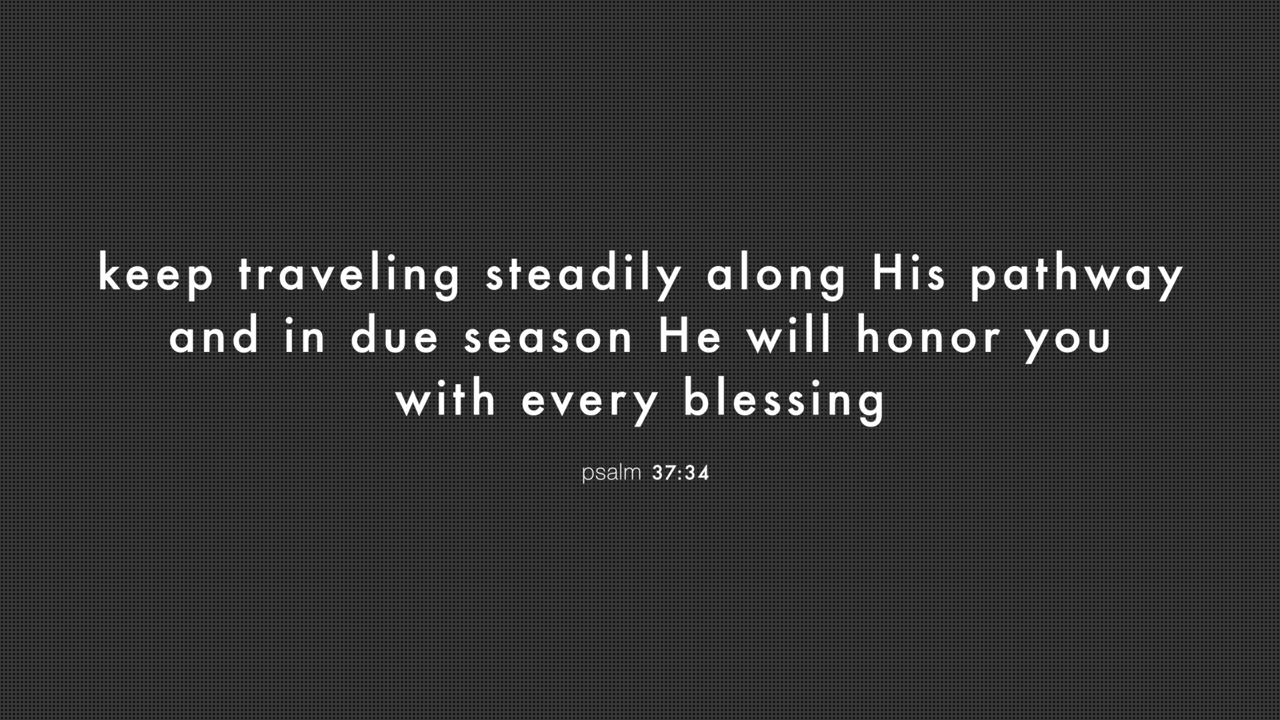 keep traveling steadily along His pathway
and in due season He will honor you
with every blessing
psalm 37:34